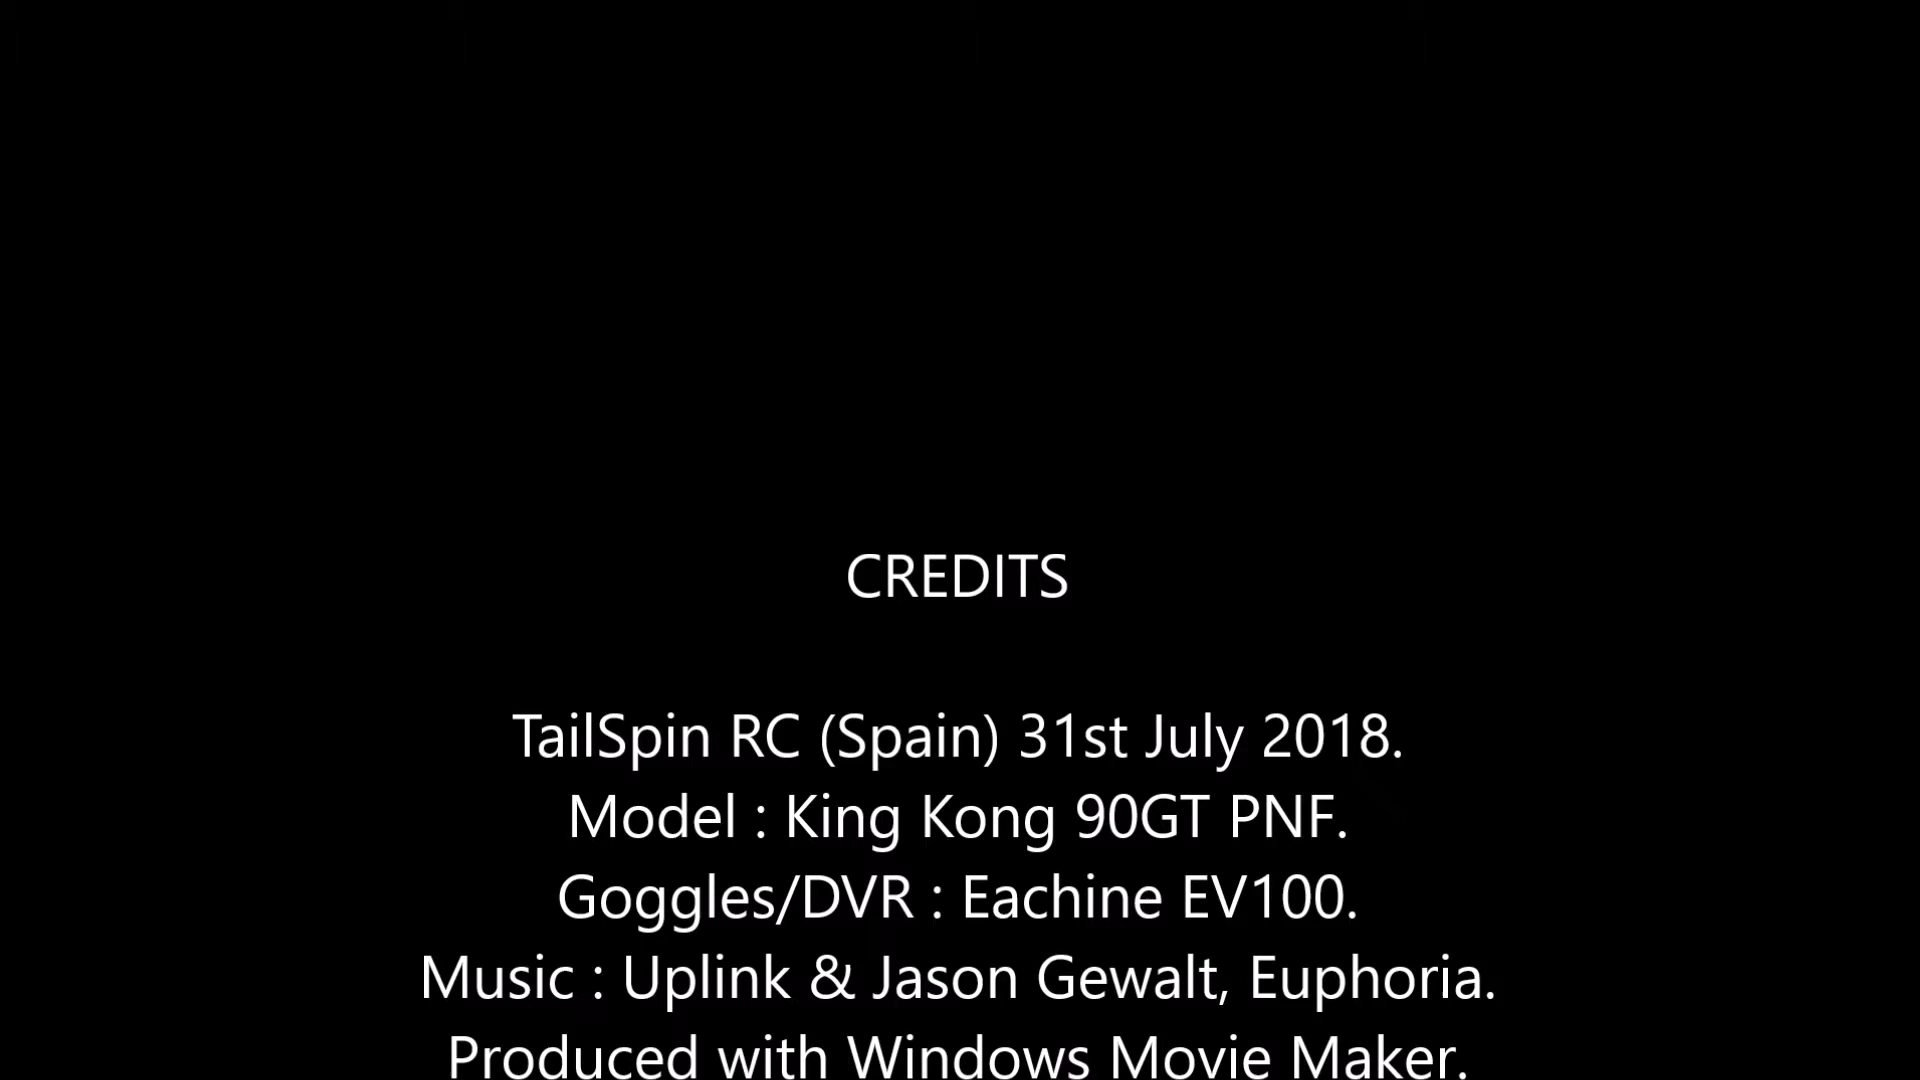 CREDITS
TailSpin RC (Spain) 31st July 2018.
Model : King Kong 90GT PNF.
Goggles/DVR : Eachine EV100.
Music : Uplink & Jason Gewalt, Euphoria.
Produced with Windows Movie Maker.